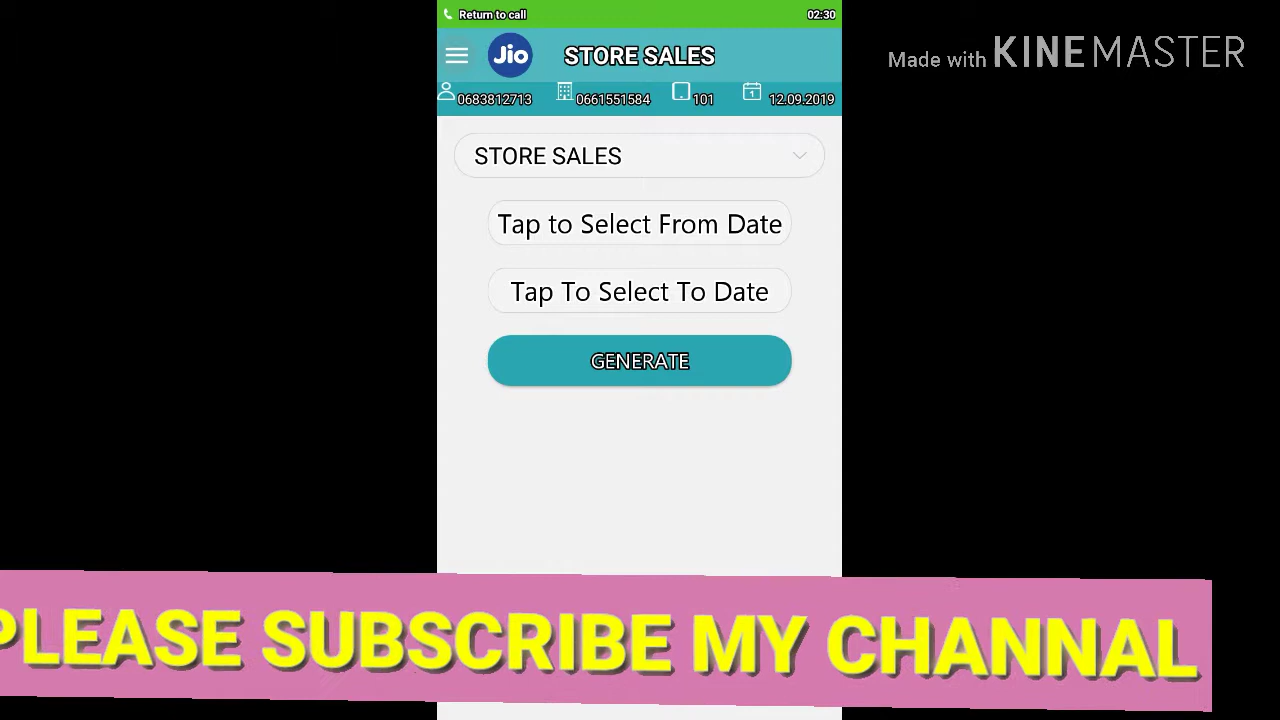 Return to call 02:30
Made with KINEMASTER
Jio STORE SALES
0683812713 0661551584 101 1 12.09.2019
STORE SALES
Tap to Select From Date
Tap To Select To Date
GENERATE
PLEASE SUBSCRIBE MY CHANNAL